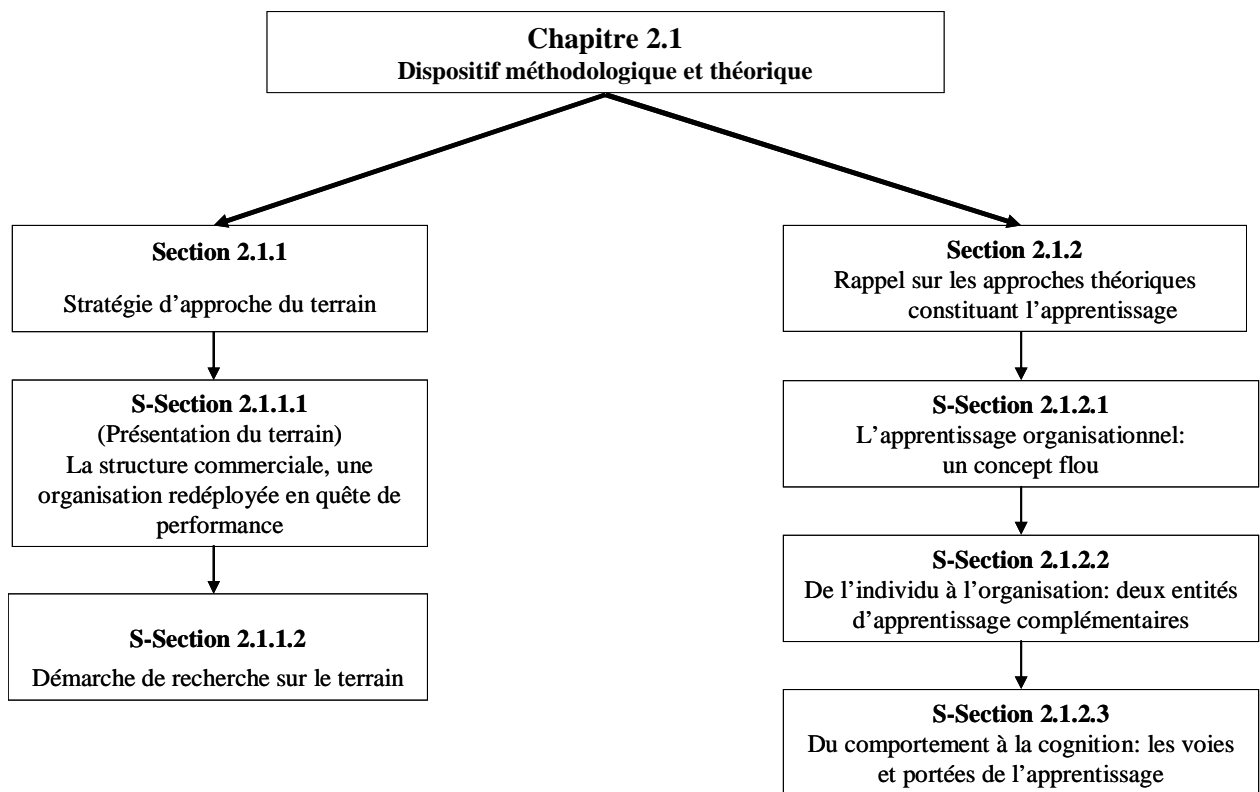 Chapitre 2.1
Dispositif méthodologique et théorique
Section 2.1.1
Stratégie d’approche du terrain
S-Section 2.1.1.1
(Présentation du terrain)
La structure commerciale, une
organisation redéployée en quête de
performance
S-Section 2.1.1.2
Démarche de recherche sur le terrain
Section 2.1.2
Rappel sur les approches théoriques
constituant l’apprentissage
S-Section 2.1.2.1
L’apprentissage organisationnel:
un concept flou
S-Section 2.1.2.2
De l’individu à l’organisation: deux entités
d’apprentissage complémentaires
S-Section 2.1.2.3
Du comportement à la cognition: les voies
et portées de l’apprentissage